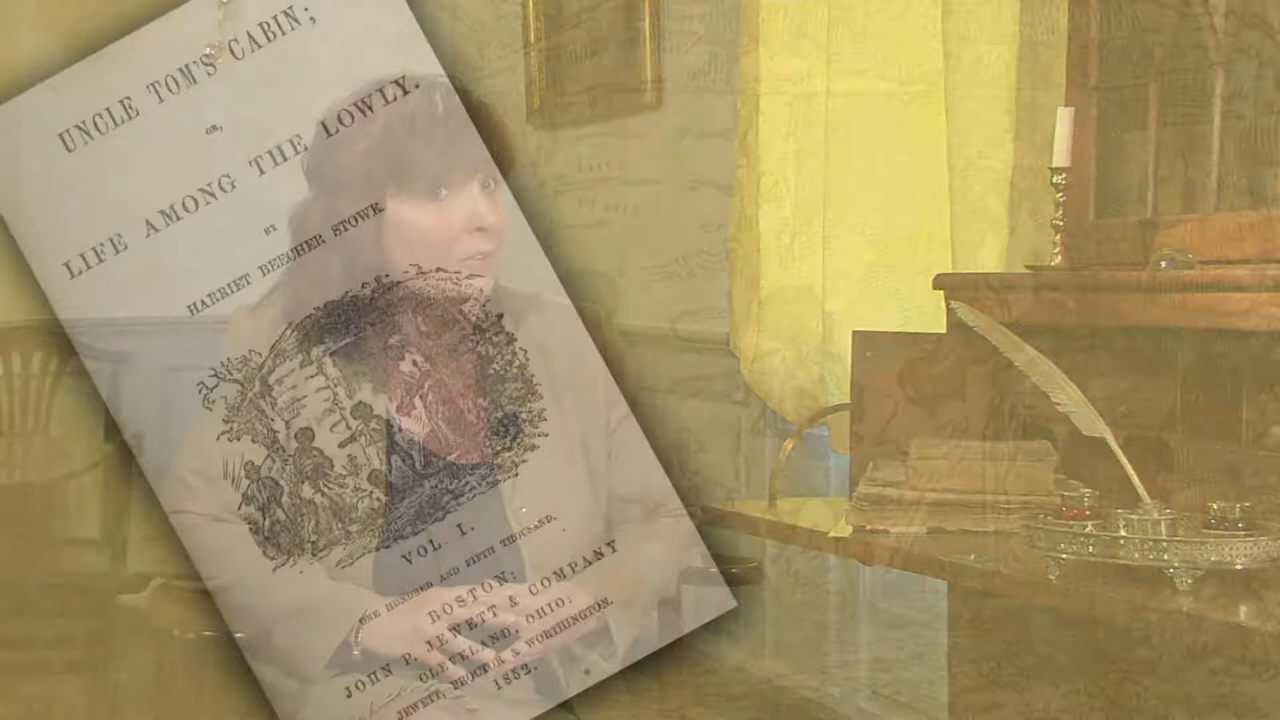 UNCLE TOM'S CABIN;
OR,
LIFE AMONG THE LOWLY.
BY
HARRIET BEECHER STOWE.
VOL. I.
ONE HUNDRED AND FIFTH THOUSAND.
BOSTON:
JOHN P. JEWETT & COMPANY
CLEVELAND, OHIO:
JEWETT, PROCTOR & WORTHINGTON.
1852.